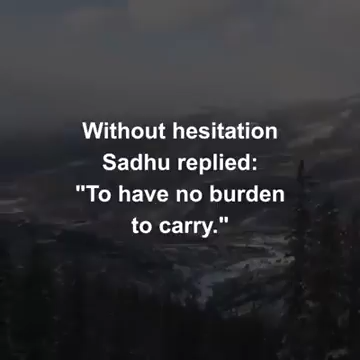 Without hesitation
Sadhu replied:
"To have no burden
to carry."